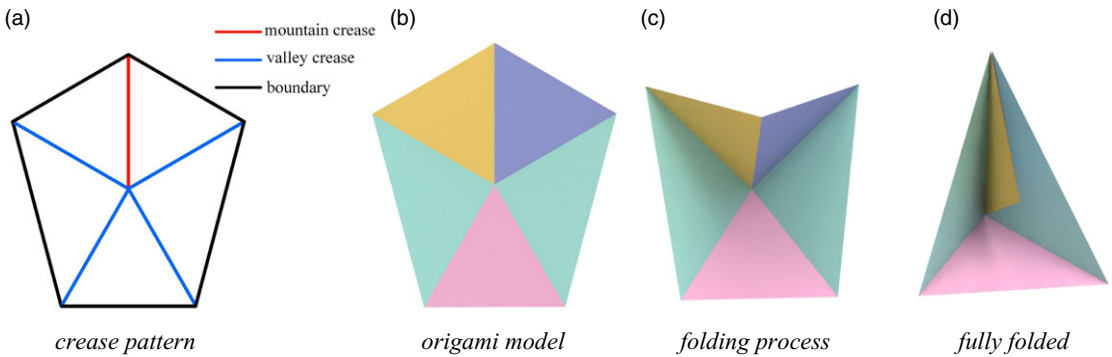 (a)
(b)
(c)
(d)
mountain crease
valley crease
boundary
crease pattern
origami model
folding process
fully folded